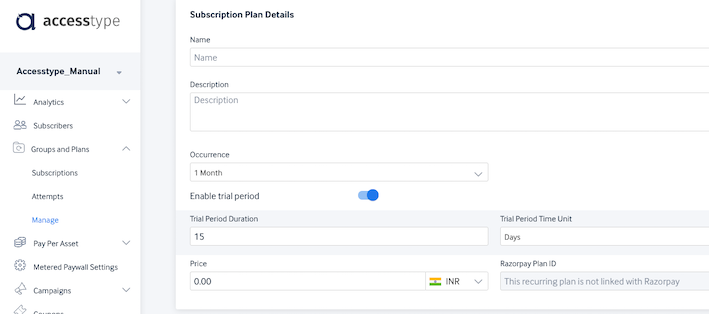 accesstype
Accesstype_Manual
Analytics
Subscribers
Groups and Plans
Subscriptions
Attempts
Manage
Pay Per Asset
Metered Paywall Settings
Campaigns
Coupons
Subscription Plan Details
Name
Name
Description
Description
Occurrence
1 Month
Enable trial period
Trial Period Duration
Trial Period Time Unit
15
Days
Price
Razorpay Plan ID
0.00
INR
This recurring plan is not linked with Razorpay